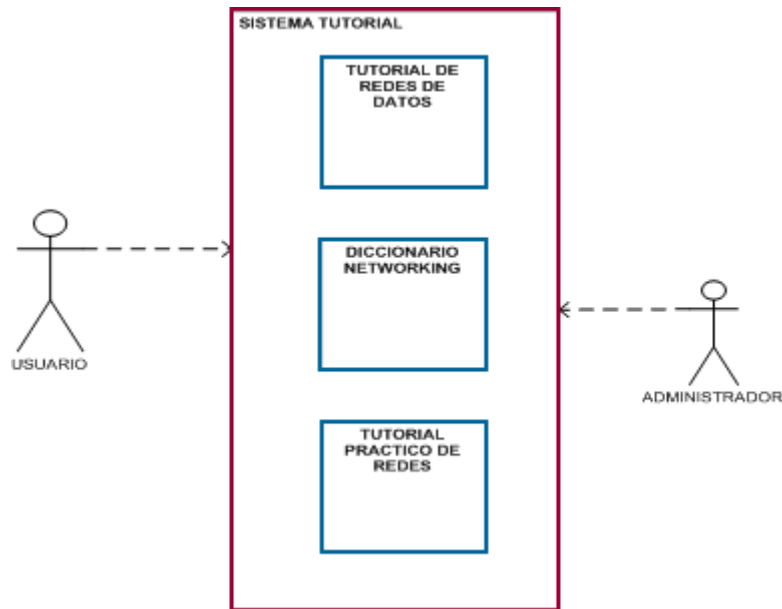 SISTEMA TUTORIAL
TUTORIAL DE
REDES DE
DATOS
DICCIONARIO
NETWORKING
USUARIO
ADMINISTRADOR
TUTORIAL
PRACTICO DE
REDES